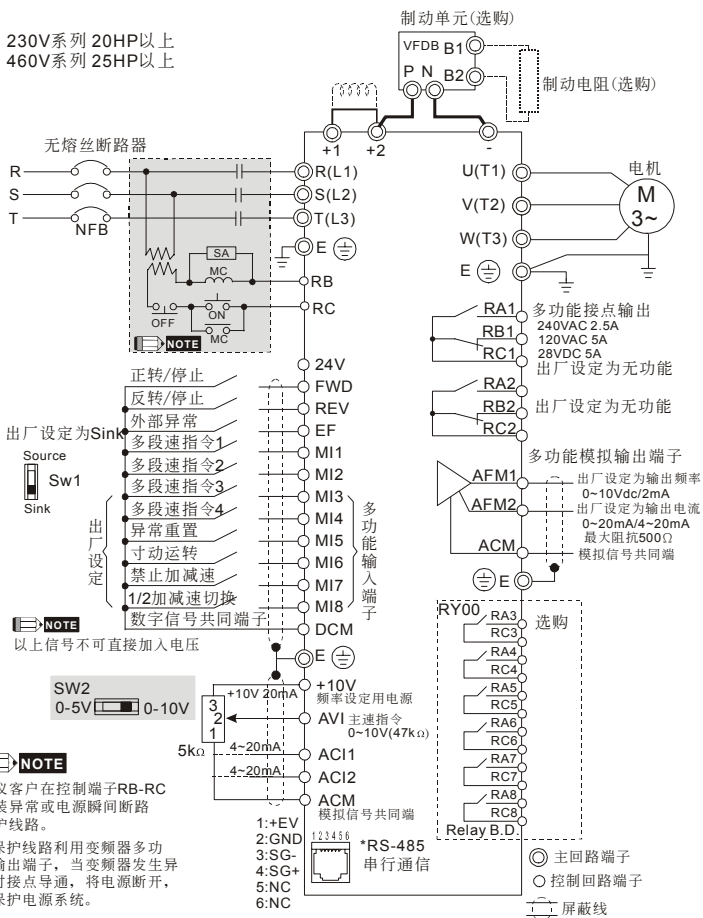 制动单元(选购)
230V系列 20HP以上
460V系列 25HP以上
VFDB B1
P N B2
制动电阻(选购)
+1 +2 -
无熔丝断路器
R
S
T
NFB
R(L1)
S(L2)
T(L3)
E
SA
MC
RB
OFF
ON
MC
RC
NOTE
U(T1)
V(T2)
W(T3)
E
电机
M
3~
RA1
RB1
RC1
多功能接点输出
240VAC 2.5A
120VAC 5A
28VDC 5A
出厂设定为无功能
RA2
RB2
RC2
出厂设定为无功能
24V
正转/停止 FWD
反转/停止 REV
外部异常 EF
多段速指令1 MI1
多段速指令2 MI2
多段速指令3 MI3
多段速指令4 MI4
异常重置 MI5
寸动运转 MI6
禁止加减速 MI7
1/2加减速切换 MI8
数字信号共同端子 DCM
出厂设定为Sink
Source
Sw1
Sink
出厂设定
多功能输入端子
NOTE
以上信号不可直接加入电压
多功能模拟输出端子
AFM1
出厂设定为输出频率
0~10Vdc/2mA
AFM2
出厂设定为输出电流
0~20mA/4~20mA
最大阻抗500Ω
ACM
模拟信号共同端
E
E
SW2
0-5V 0-10V
3
2
1
5kΩ
+10V 20mA
+10V
频率设定用电源
AVI 主速指令
0~10V(47kΩ)
4~20mA ACI1
4~20mA ACI2
ACM
模拟信号共同端
RY00
选购
RA3
RC3
RA4
RC4
RA5
RC5
RA6
RC6
RA7
RC7
RA8
RC8
Relay B.D.
NOTE
议客户在控制端子RB-RC
装异常或电源瞬间断路
护线路。
保护线路利用变频器多功
输出端子，当变频器发生异
时接点导通，将电源断开，
保护电源系统。
1:+EV
2:GND
3:SG-
4:SG+
5:NC
6:NC
123456
*RS-485
串行通信
主回路端子
控制回路端子
屏蔽线